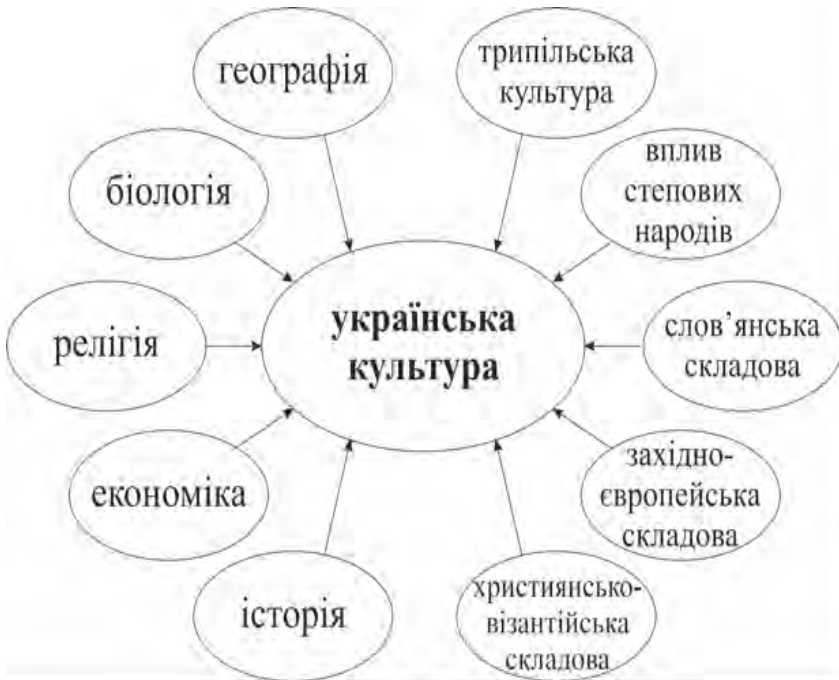 географія
трипільська
культура
біологія
вплив
степових
народів
українська
культура
релігія
слов’янська
складова
економіка
західно-
європейська
складова
історія
християнсько-
візантійська
складова